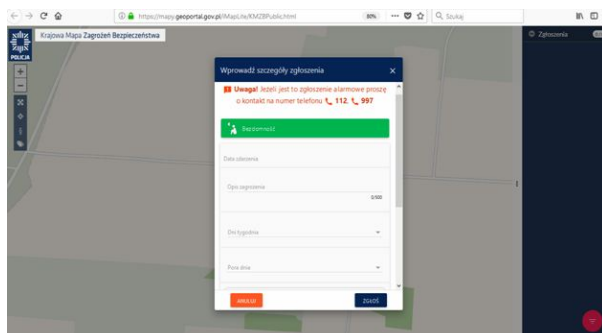 https://mapy.geoportal.gov.pl/iMapLite/KMZBPublic.html
80%
Szukaj
Krajowa Mapa Zagrożeń Bezpieczeństwa
Zgłoszenia
POLICJA
Wprowadź szczegóły zgłoszenia
Uwaga! Jeżeli jest to zgłoszenie alarmowe proszę
o kontakt na numer telefonu 112, 997
Bezdomność
Data zdarzenia
Opis zagrożenia
0/500
Dni tygodnia
Pora dnia
ANULUJ
ZGŁOŚ